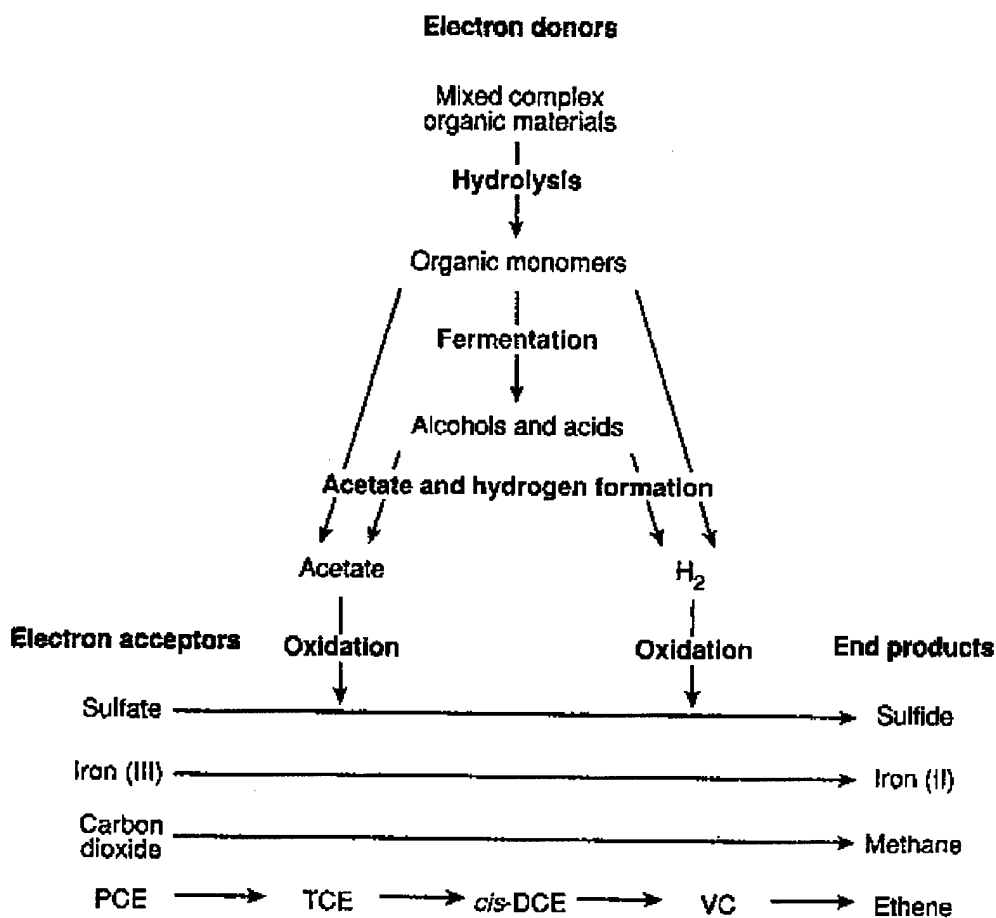 Electron donors
Mixed complex
organic materials
Hydrolysis
Organic monomers
Fermentation
Alcohols and acids
Acetate and hydrogen formation
Acetate
H₂
Electron acceptors
Oxidation
Oxidation
End products
Sulfate
Sulfide
Iron (III)
Iron (II)
Carbon
dioxide
Methane
PCE
TCE
cis-DCE
VC
Ethene